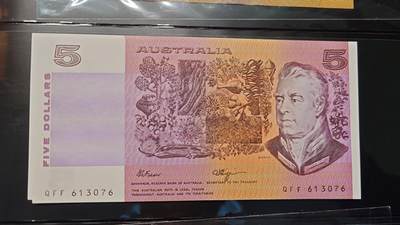 5
AUSTRALIA
5
FIVE DOLLARS
GOVERNOR, RESERVE BANK OF AUSTRALIA. SECRETARY TO THE TREASURY
THIS AUSTRALIAN NOTE IS LEGAL TENDER
THROUGHOUT AUSTRALIA AND ITS TERRITORIES
QFF 613076
QFF 613076